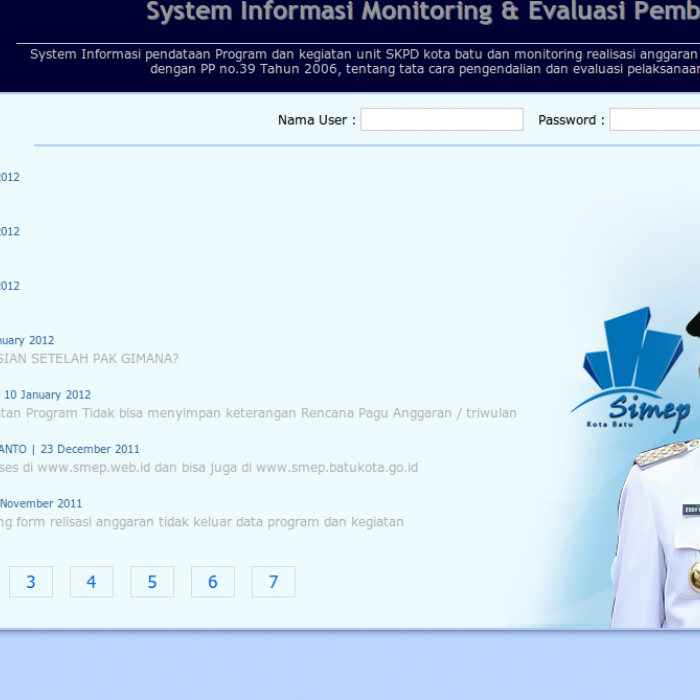 System Informasi Monitoring & Evaluasi Pemb
System Informasi pendataan Program dan kegiatan unit SKPD kota batu dan monitoring realisasi anggaran
dengan PP no.39 Tahun 2006, tentang tata cara pengendalian dan evaluasi pelaksanaan
Nama User :
Password :
2012
2012
2012
nuary 2012
SIAN SETELAH PAK GIMANA?
10 January 2012
tan Program Tidak bisa menyimpan keterangan Rencana Pagu Anggaran / triwulan
ANTO | 23 December 2011
ses di www.smep.web.id dan bisa juga di www.smep.batukota.go.id
November 2011
ng form relisasi anggaran tidak keluar data program dan kegiatan
Simep
Kota Batu
EDDY
3 4 5 6 7